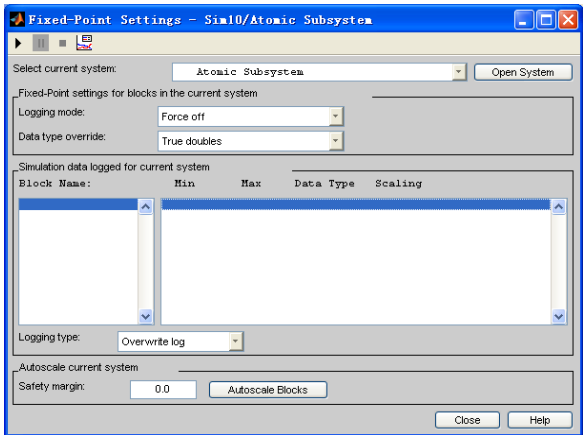 Fixed-Point Settings - Sim10/Atomic Subsystem
Select current system: Atomic Subsystem Open System
Fixed-Point settings for blocks in the current system
Logging mode: Force off
Data type override: True doubles
Simulation data logged for current system
Block Name: Min Max Data Type Scaling
Logging type: Overwrite log
Autoscale current system
Safety margin: 0.0 Autoscale Blocks
Close Help